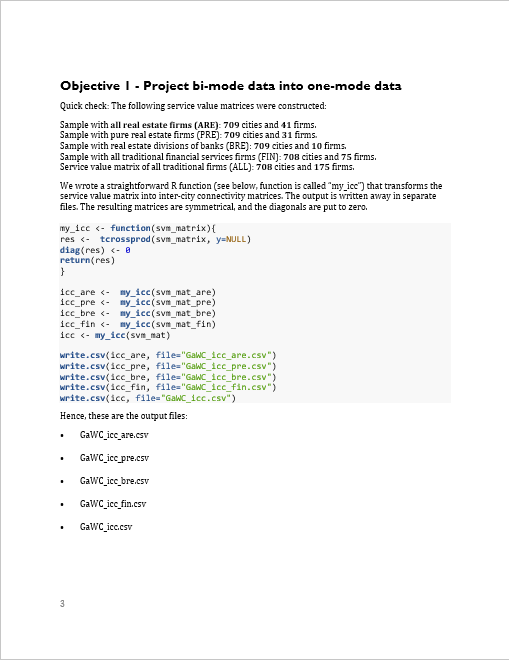 Objective 1 - Project bi-mode data into one-mode data
Quick check: The following service value matrices were constructed:
Sample with all real estate firms (ARE): 709 cities and 41 firms.
Sample with pure real estate firms (PRE): 709 cities and 31 firms.
Sample with real estate divisions of banks (BRE): 709 cities and 10 firms.
Sample with all traditional financial services firms (FIN): 708 cities and 75 firms.
Service value matrix of all traditional firms (ALL): 708 cities and 175 firms.
We wrote a straightforward R function (see below, function is called "my_icc") that transforms the
service value matrix into inter-city connectivity matrices. The output is written away in separate
files. The resulting matrices are symmetrical, and the diagonals are put to zero.
my_icc <- function(svm_matrix){
res <-  tcrossprod(svm_matrix, y=NULL)
diag(res) <- 0
return(res)
}
icc_are <-  my_icc(svm_mat_are)
icc_pre <-  my_icc(svm_mat_pre)
icc_bre <-  my_icc(svm_mat_bre)
icc_fin <-  my_icc(svm_mat_fin)
icc <- my_icc(svm_mat)
write.csv(icc_are, file="GaWC_icc_are.csv")
write.csv(icc_pre, file="GaWC_icc_pre.csv")
write.csv(icc_bre, file="GaWC_icc_bre.csv")
write.csv(icc_fin, file="GaWC_icc_fin.csv")
write.csv(icc, file="GaWC_icc.csv")
Hence, these are the output files:
• GaWC_icc_are.csv
• GaWC_icc_pre.csv
• GaWC_icc_bre.csv
• GaWC_icc_fin.csv
• GaWC_icc.csv
3